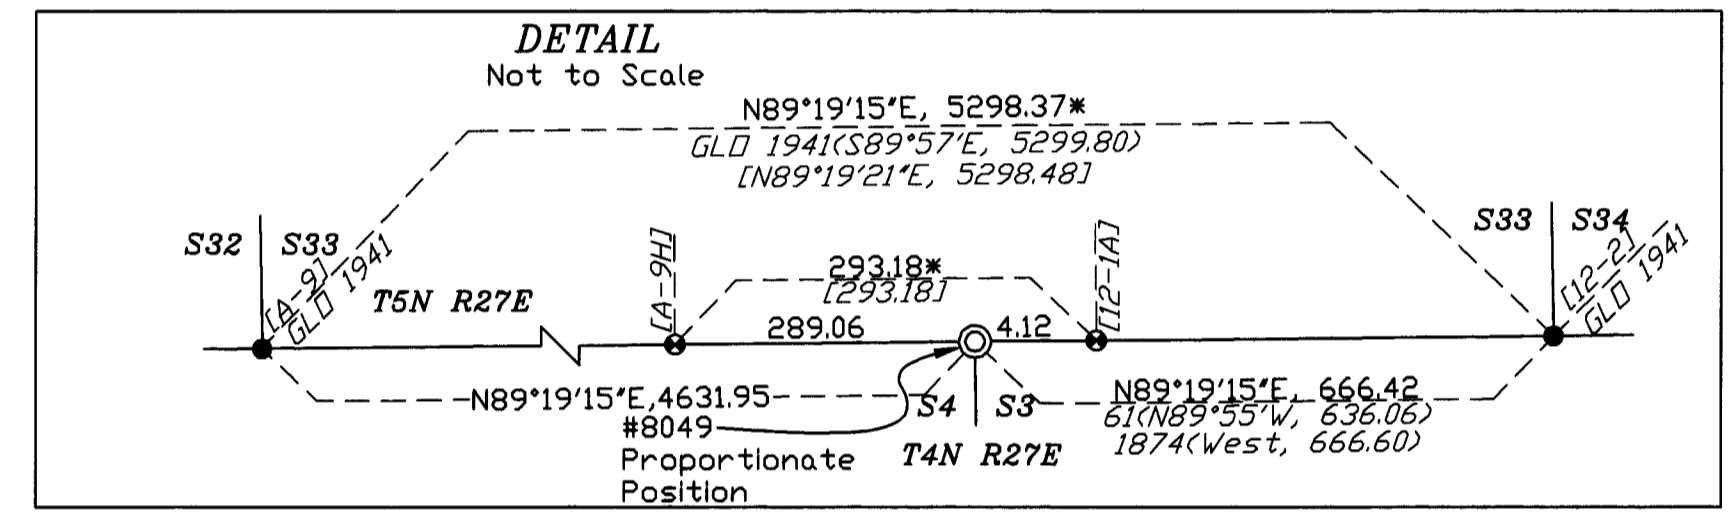 DETAIL
Not to Scale
N89°19'15"E, 5298.37*
GLO 1941(S89°57'E, 5299.80)
[N89°19'21"E, 5298.48]
S32
S33
[A-9]
GLO 1941
T5N R27E
[A-9H]
293.18*
[293.18]
[12-1A]
S33
S34
[12-2]
GLO 1941
289.06
4.12
N89°19'15"E,4631.95
#8049
Proportionate
Position
S4
S3
T4N R27E
N89°19'15"E, 666.42
61(N89°55'W, 636.06)
1874(West, 666.60)